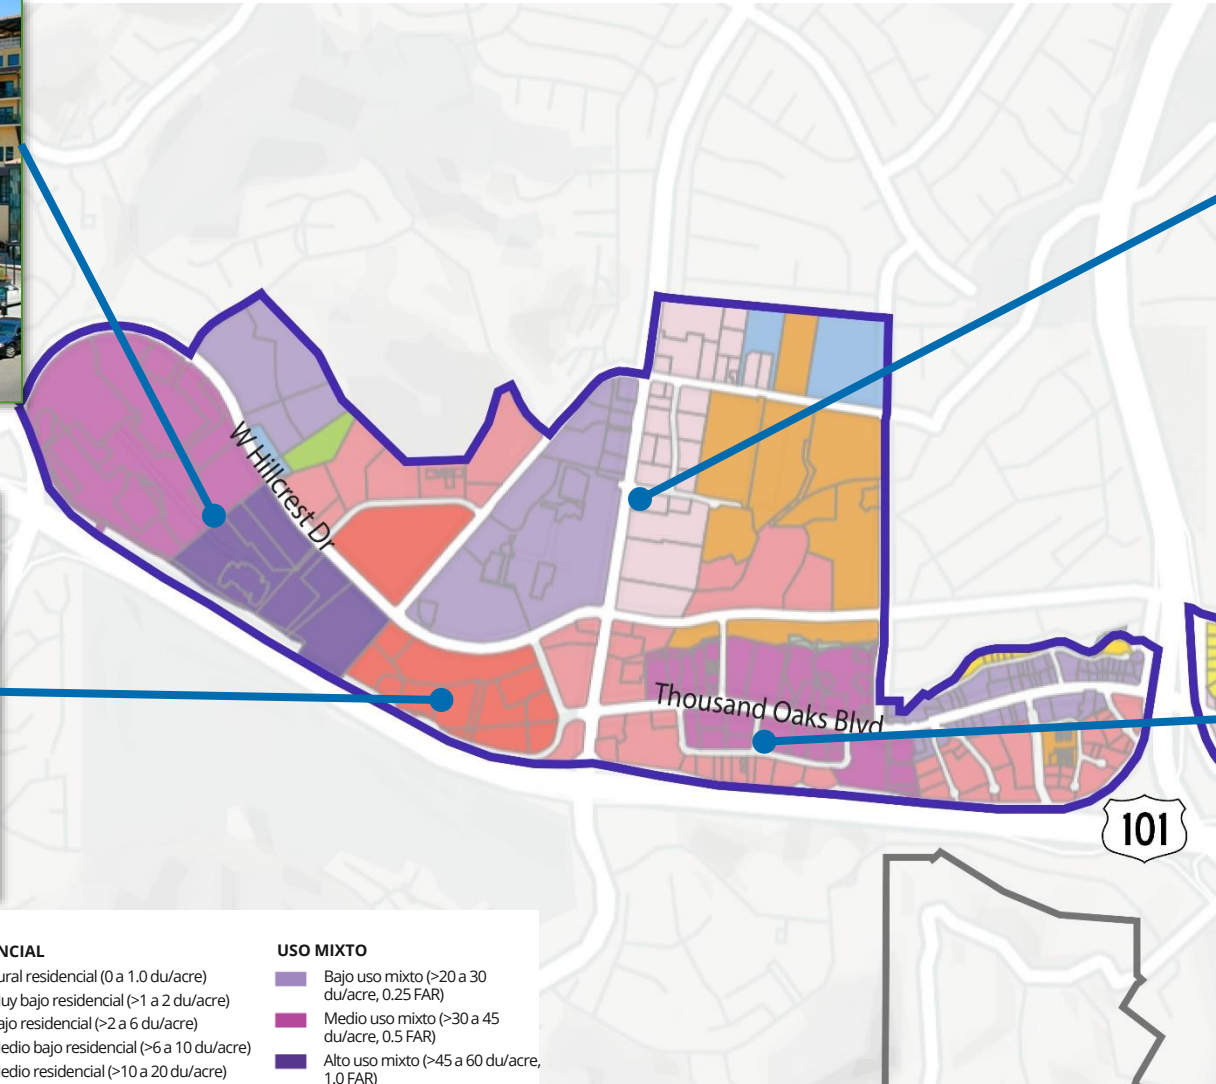 W Hillcrest Dr
Thousand Oaks Blvd
101
NCIAL
ural residencial (0 a 1.0 du/acre)
uy bajo residencial (>1 a 2 du/acre)
ajo residencial (>2 a 6 du/acre)
edio bajo residencial (>6 a 10 du/acre)
edio residencial (>10 a 20 du/acre)
USO MIXTO
Bajo uso mixto (>20 a 30
du/acre, 0.25 FAR)
Medio uso mixto (>30 a 45
du/acre, 0.5 FAR)
Alto uso mixto (>45 a 60 du/acre,
1.0 FAR)